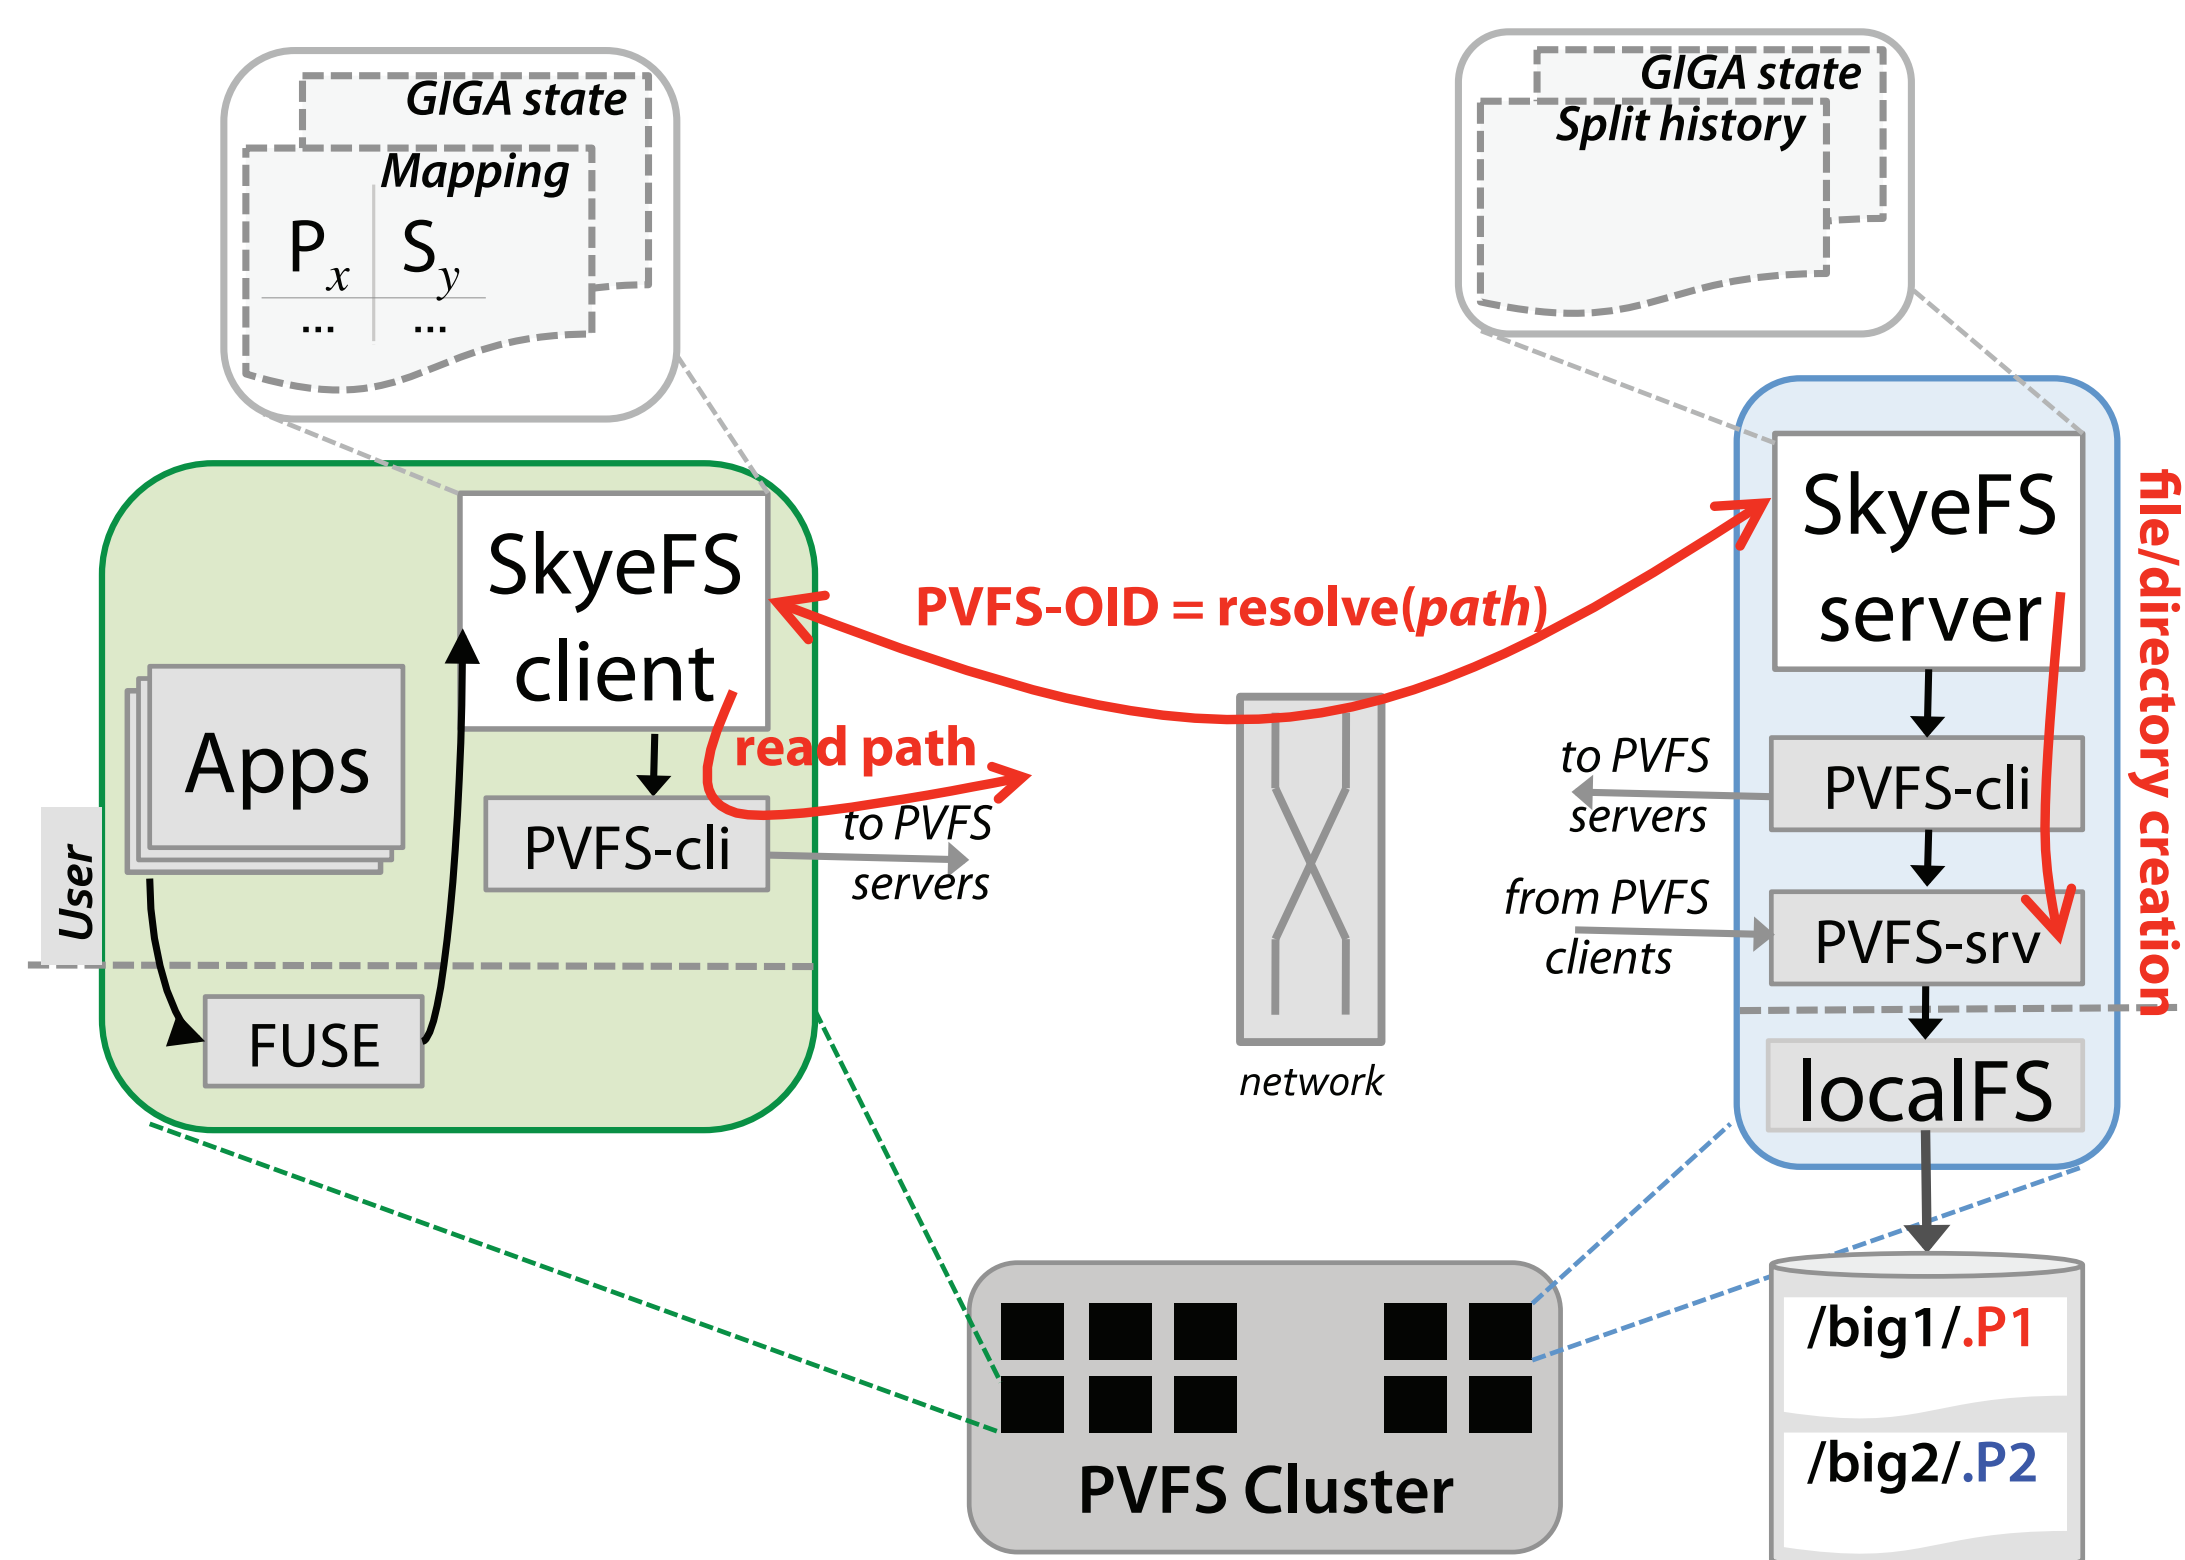 GIGA state
Mapping
Px Sy
... ...
GIGA state
Split history
SkyeFS
client
Apps
User
PVFS-cli
FUSE
read path
to PVFS
servers
PVFS-OID = resolve(path)
network
SkyeFS
server
to PVFS
servers
PVFS-cli
from PVFS
clients
PVFS-srv
localFS
file/directory creation
PVFS Cluster
/big1/.P1
/big2/.P2